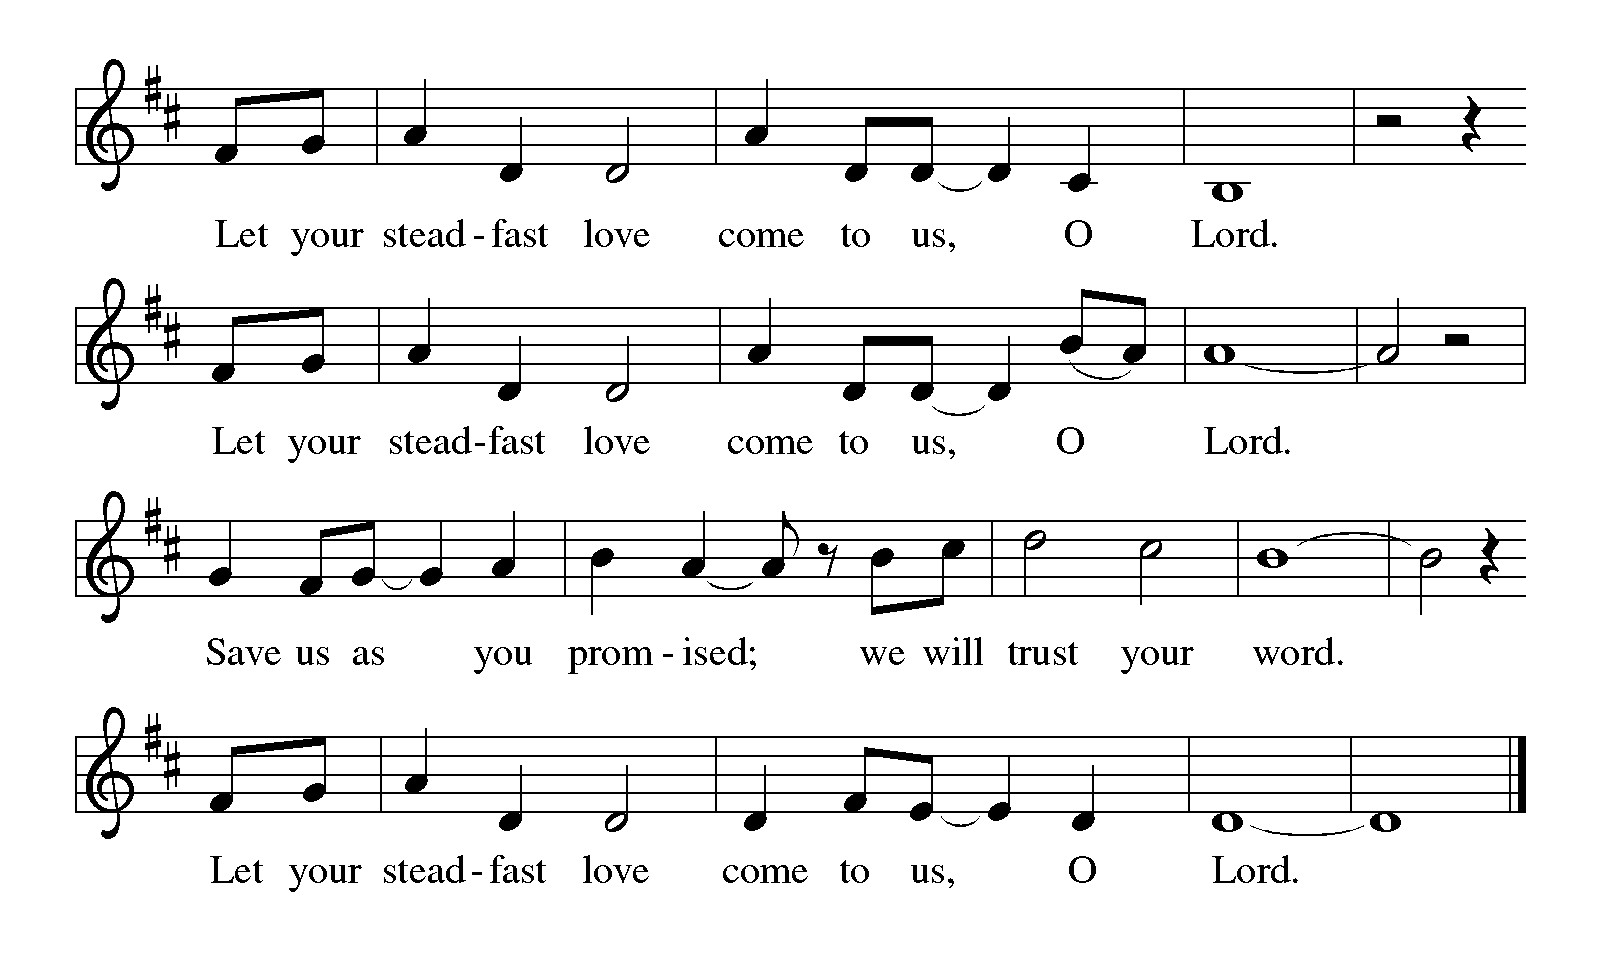 Let your stead - fast love come to us, O Lord.
Let your stead - fast love come to us, O Lord.
Save us as you prom - ised; we will trust your word.
Let your stead - fast love come to us, O Lord.